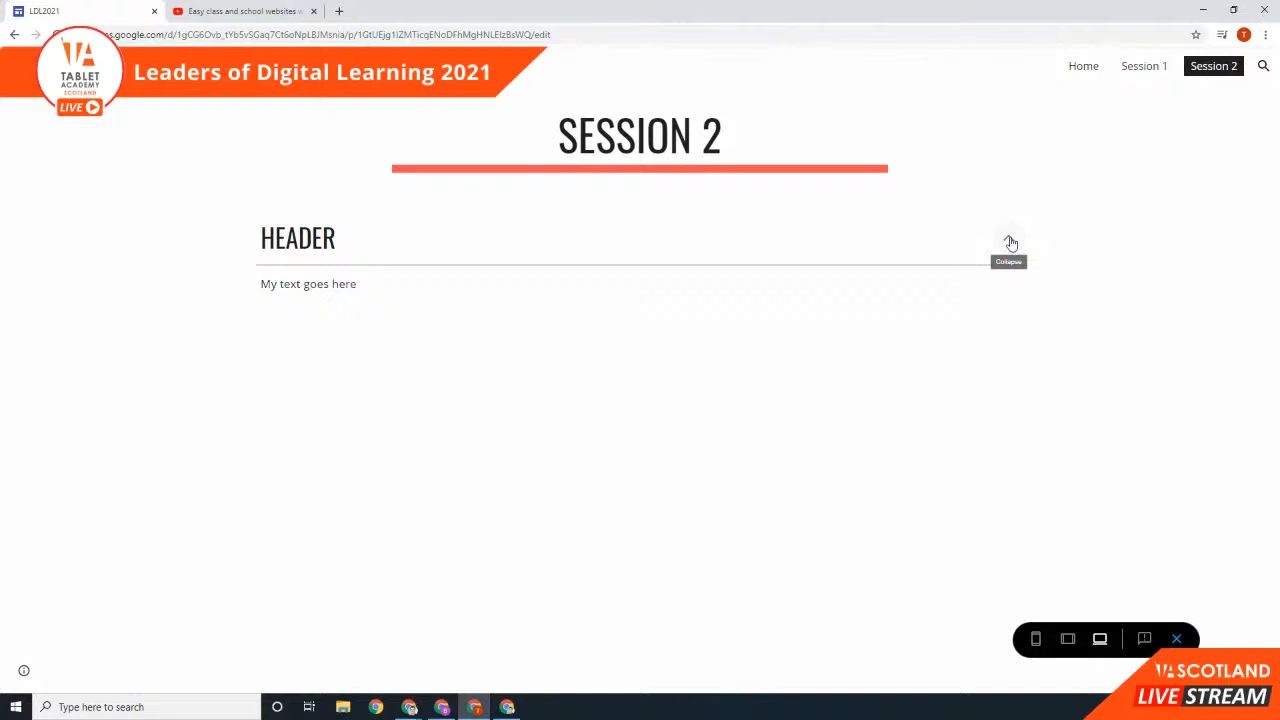 LDL2021
Easy class and school websites w
s.google.com/d/1gCG6Ovb_tYb5vSGaq7Ct6oNpLBJMsnia/p/1GtUEjg1iZMTicqENoDFhMgHNLEIzBsWQ/edit
T
TABLET
ACADEMY
SCOTLAND
LIVE
Leaders of Digital Learning 2021
Home
Session 1
Session 2
SESSION 2
HEADER
Collapse
My text goes here
Type here to search
TASCOTLAND
LIVE STREAM